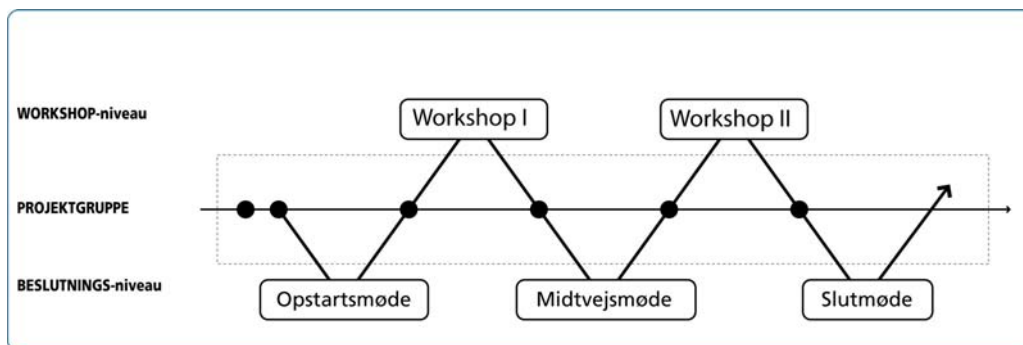 WORKSHOP-niveau
Workshop I
Workshop II
PROJEKTGRUPPE
BESLUTNINGS-niveau
Opstartsmøde
Midtvejsmøde
Slutmøde